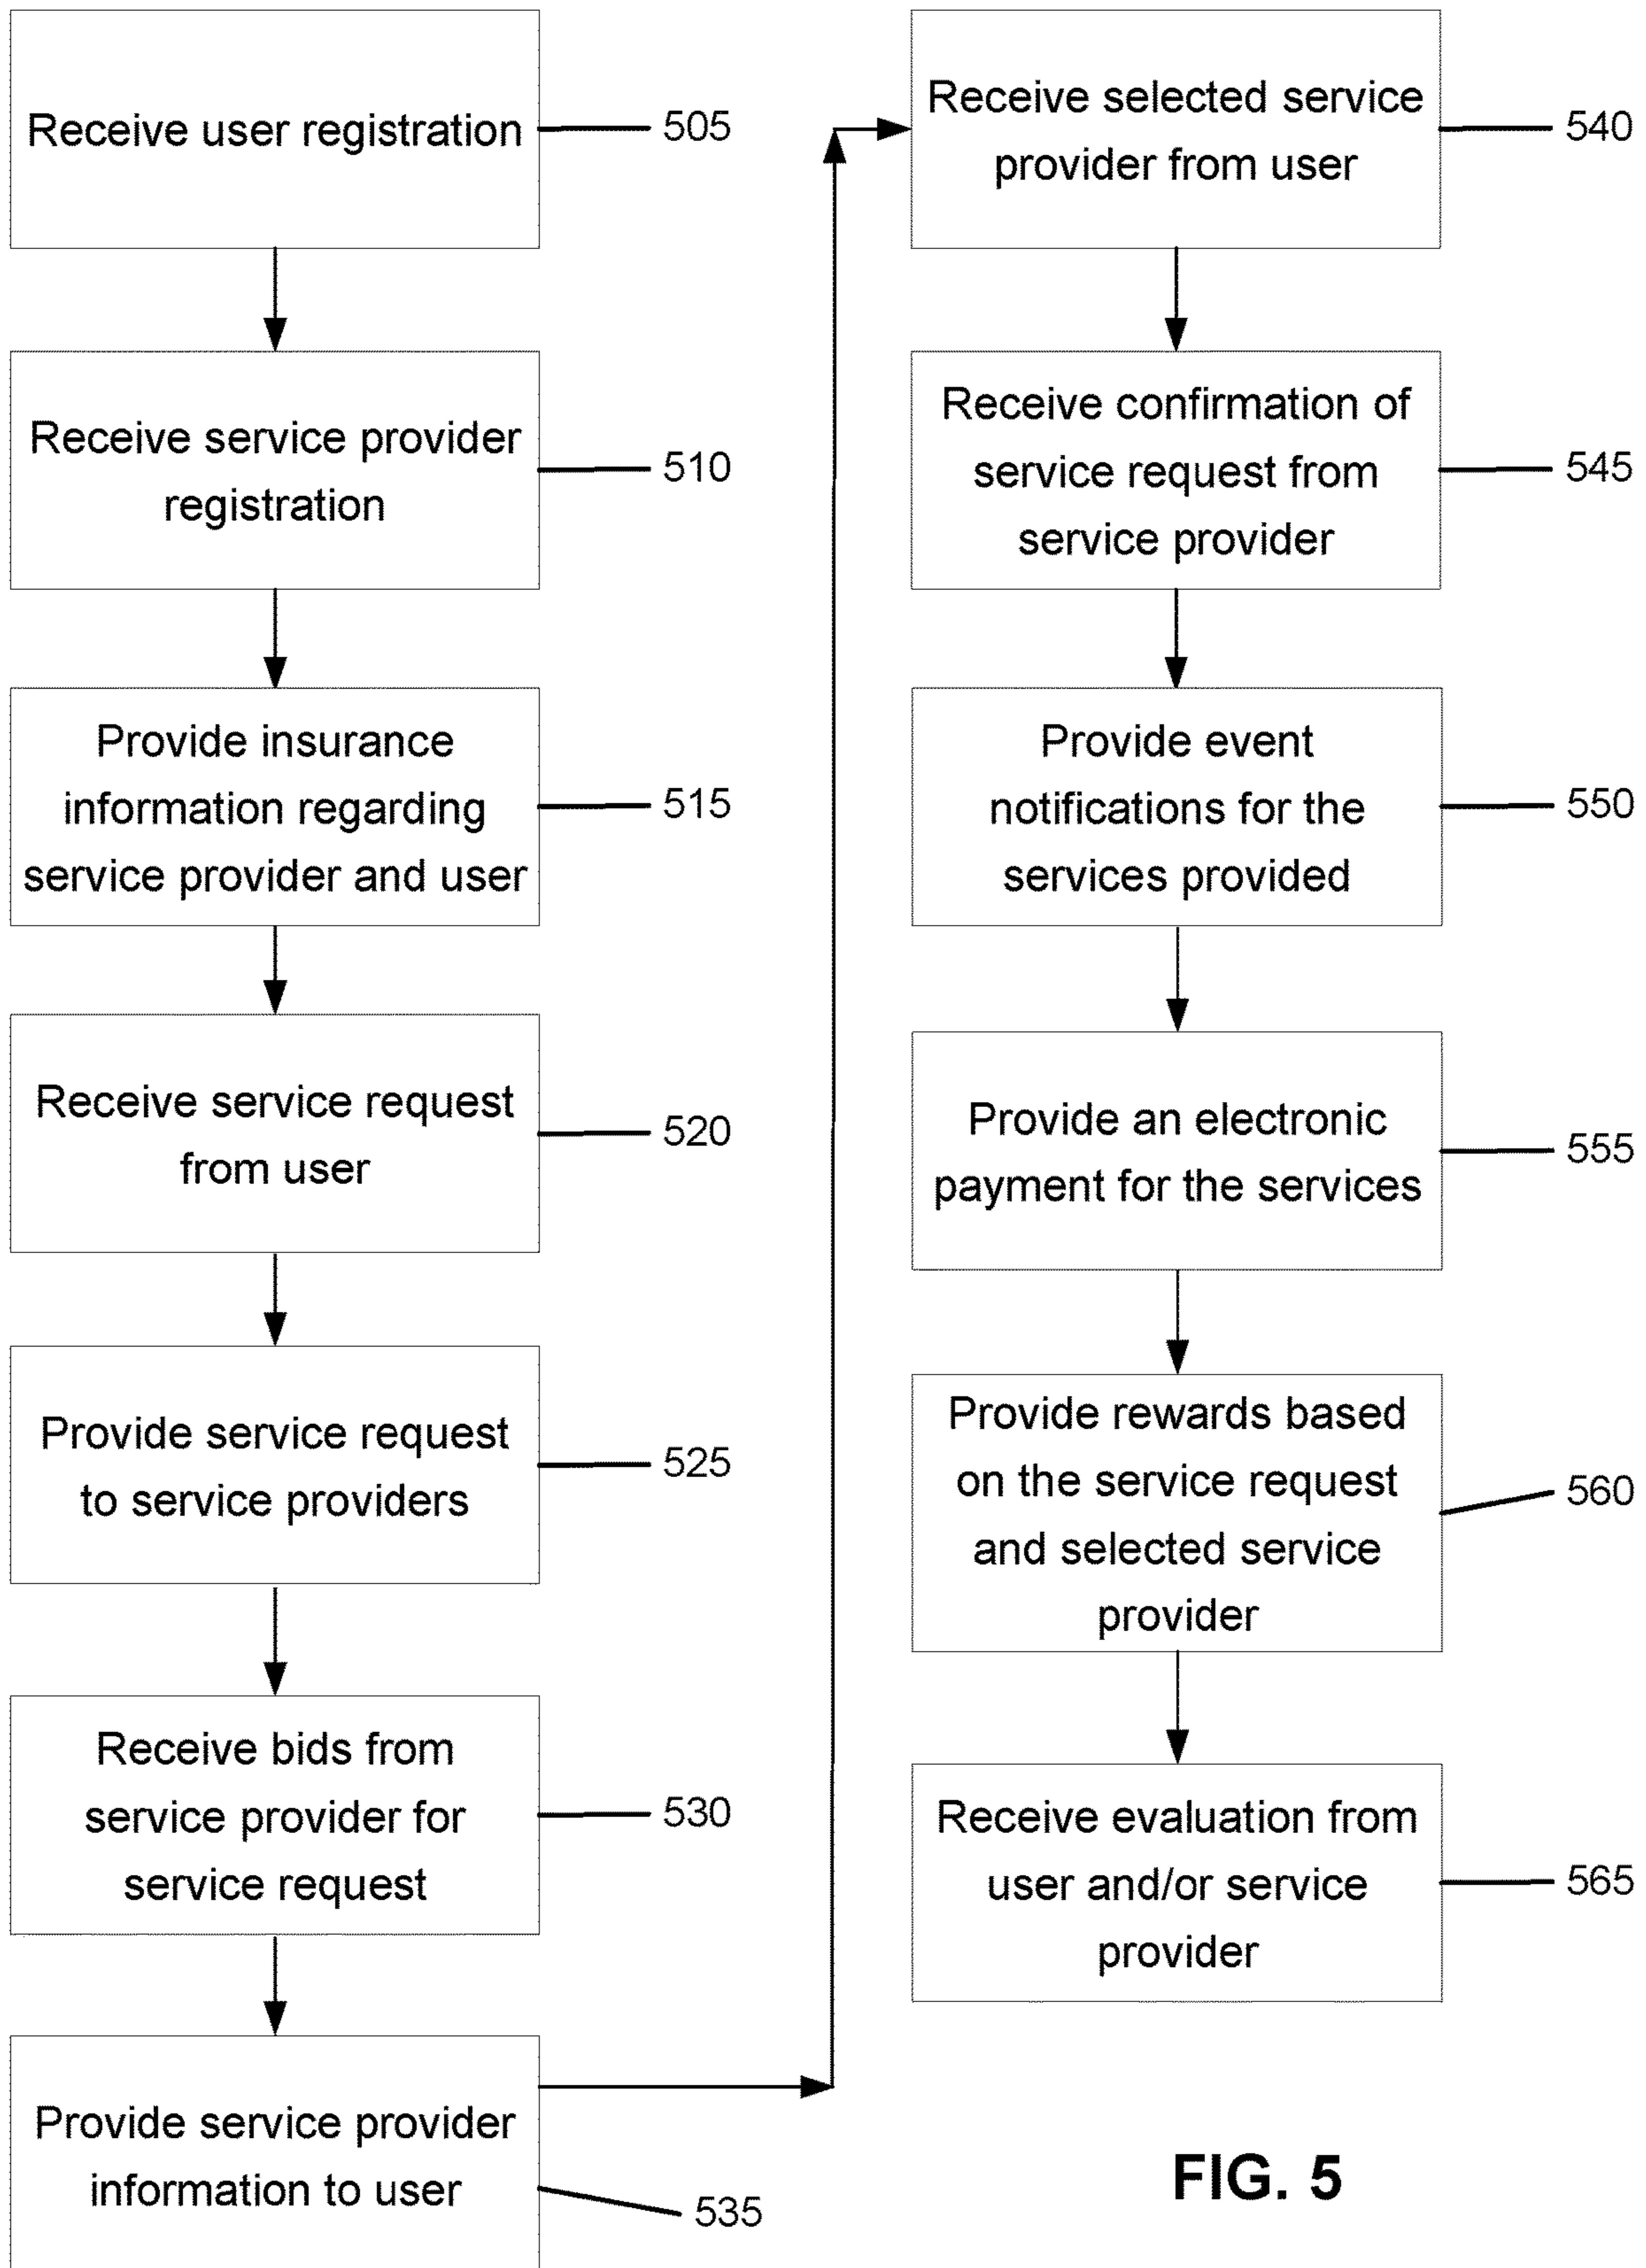 Receive user registration
505
Receive service provider
registration
510
Provide insurance
information regarding
service provider and user
515
Receive service request
from user
520
Provide service request
to service providers
525
Receive bids from
service provider for
service request
530
Provide service provider
information to user
535
Receive selected service
provider from user
540
Receive confirmation of
service request from
service provider
545
Provide event
notifications for the
services provided
550
Provide an electronic
payment for the services
555
Provide rewards based
on the service request
and selected service
provider
560
Receive evaluation from
user and/or service
provider
565
FIG. 5